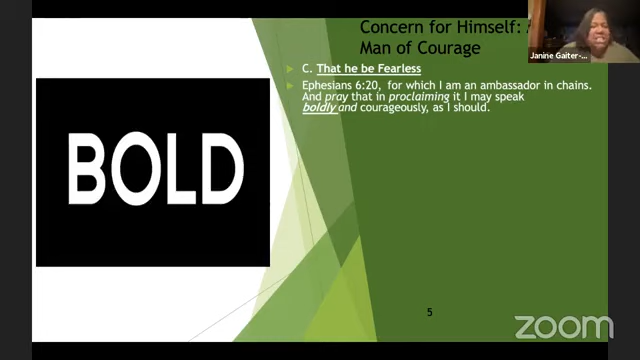 Concern for Himself:
Man of Courage
C. That he be Fearless
Ephesians 6:20, for which I am an ambassador in chains.
And pray that in proclaiming it I may speak
boldly and courageously, as I should.
BOLD
5
Janine Gaiter-...
zoom